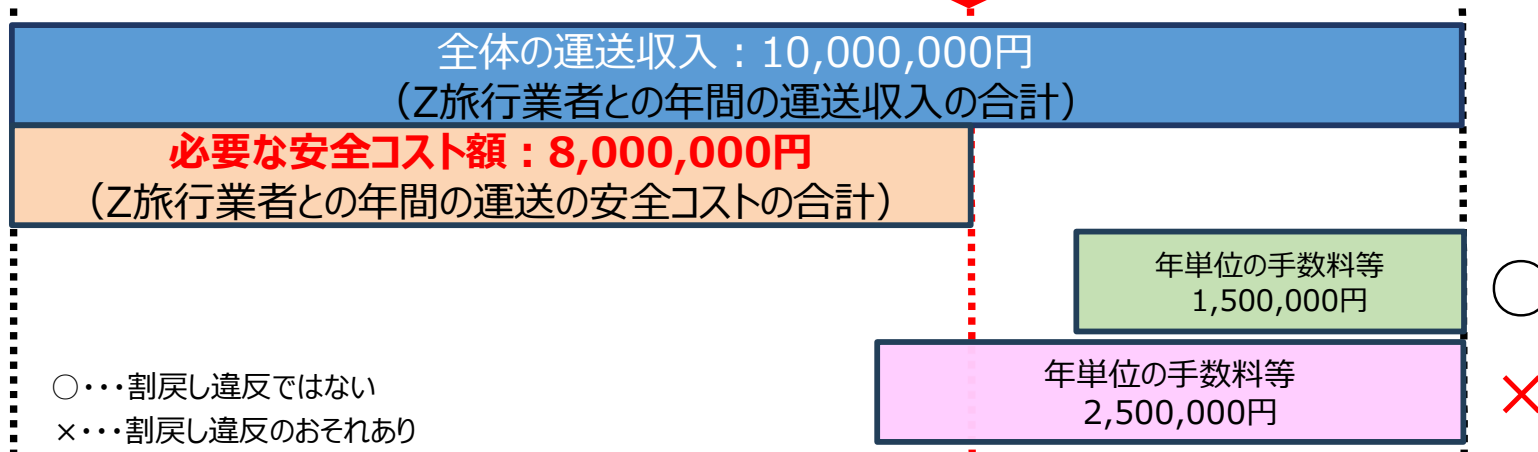 全体の運送収入：10,000,000円
（Z旅行業者との年間の運送収入の合計）
必要な安全コスト額：8,000,000円
（Z旅行業者との年間の運送の安全コストの合計）
年単位の手数料等
1,500,000円
○
年単位の手数料等
2,500,000円
×
○・・・割戻し違反ではない
×・・・割戻し違反のおそれあり